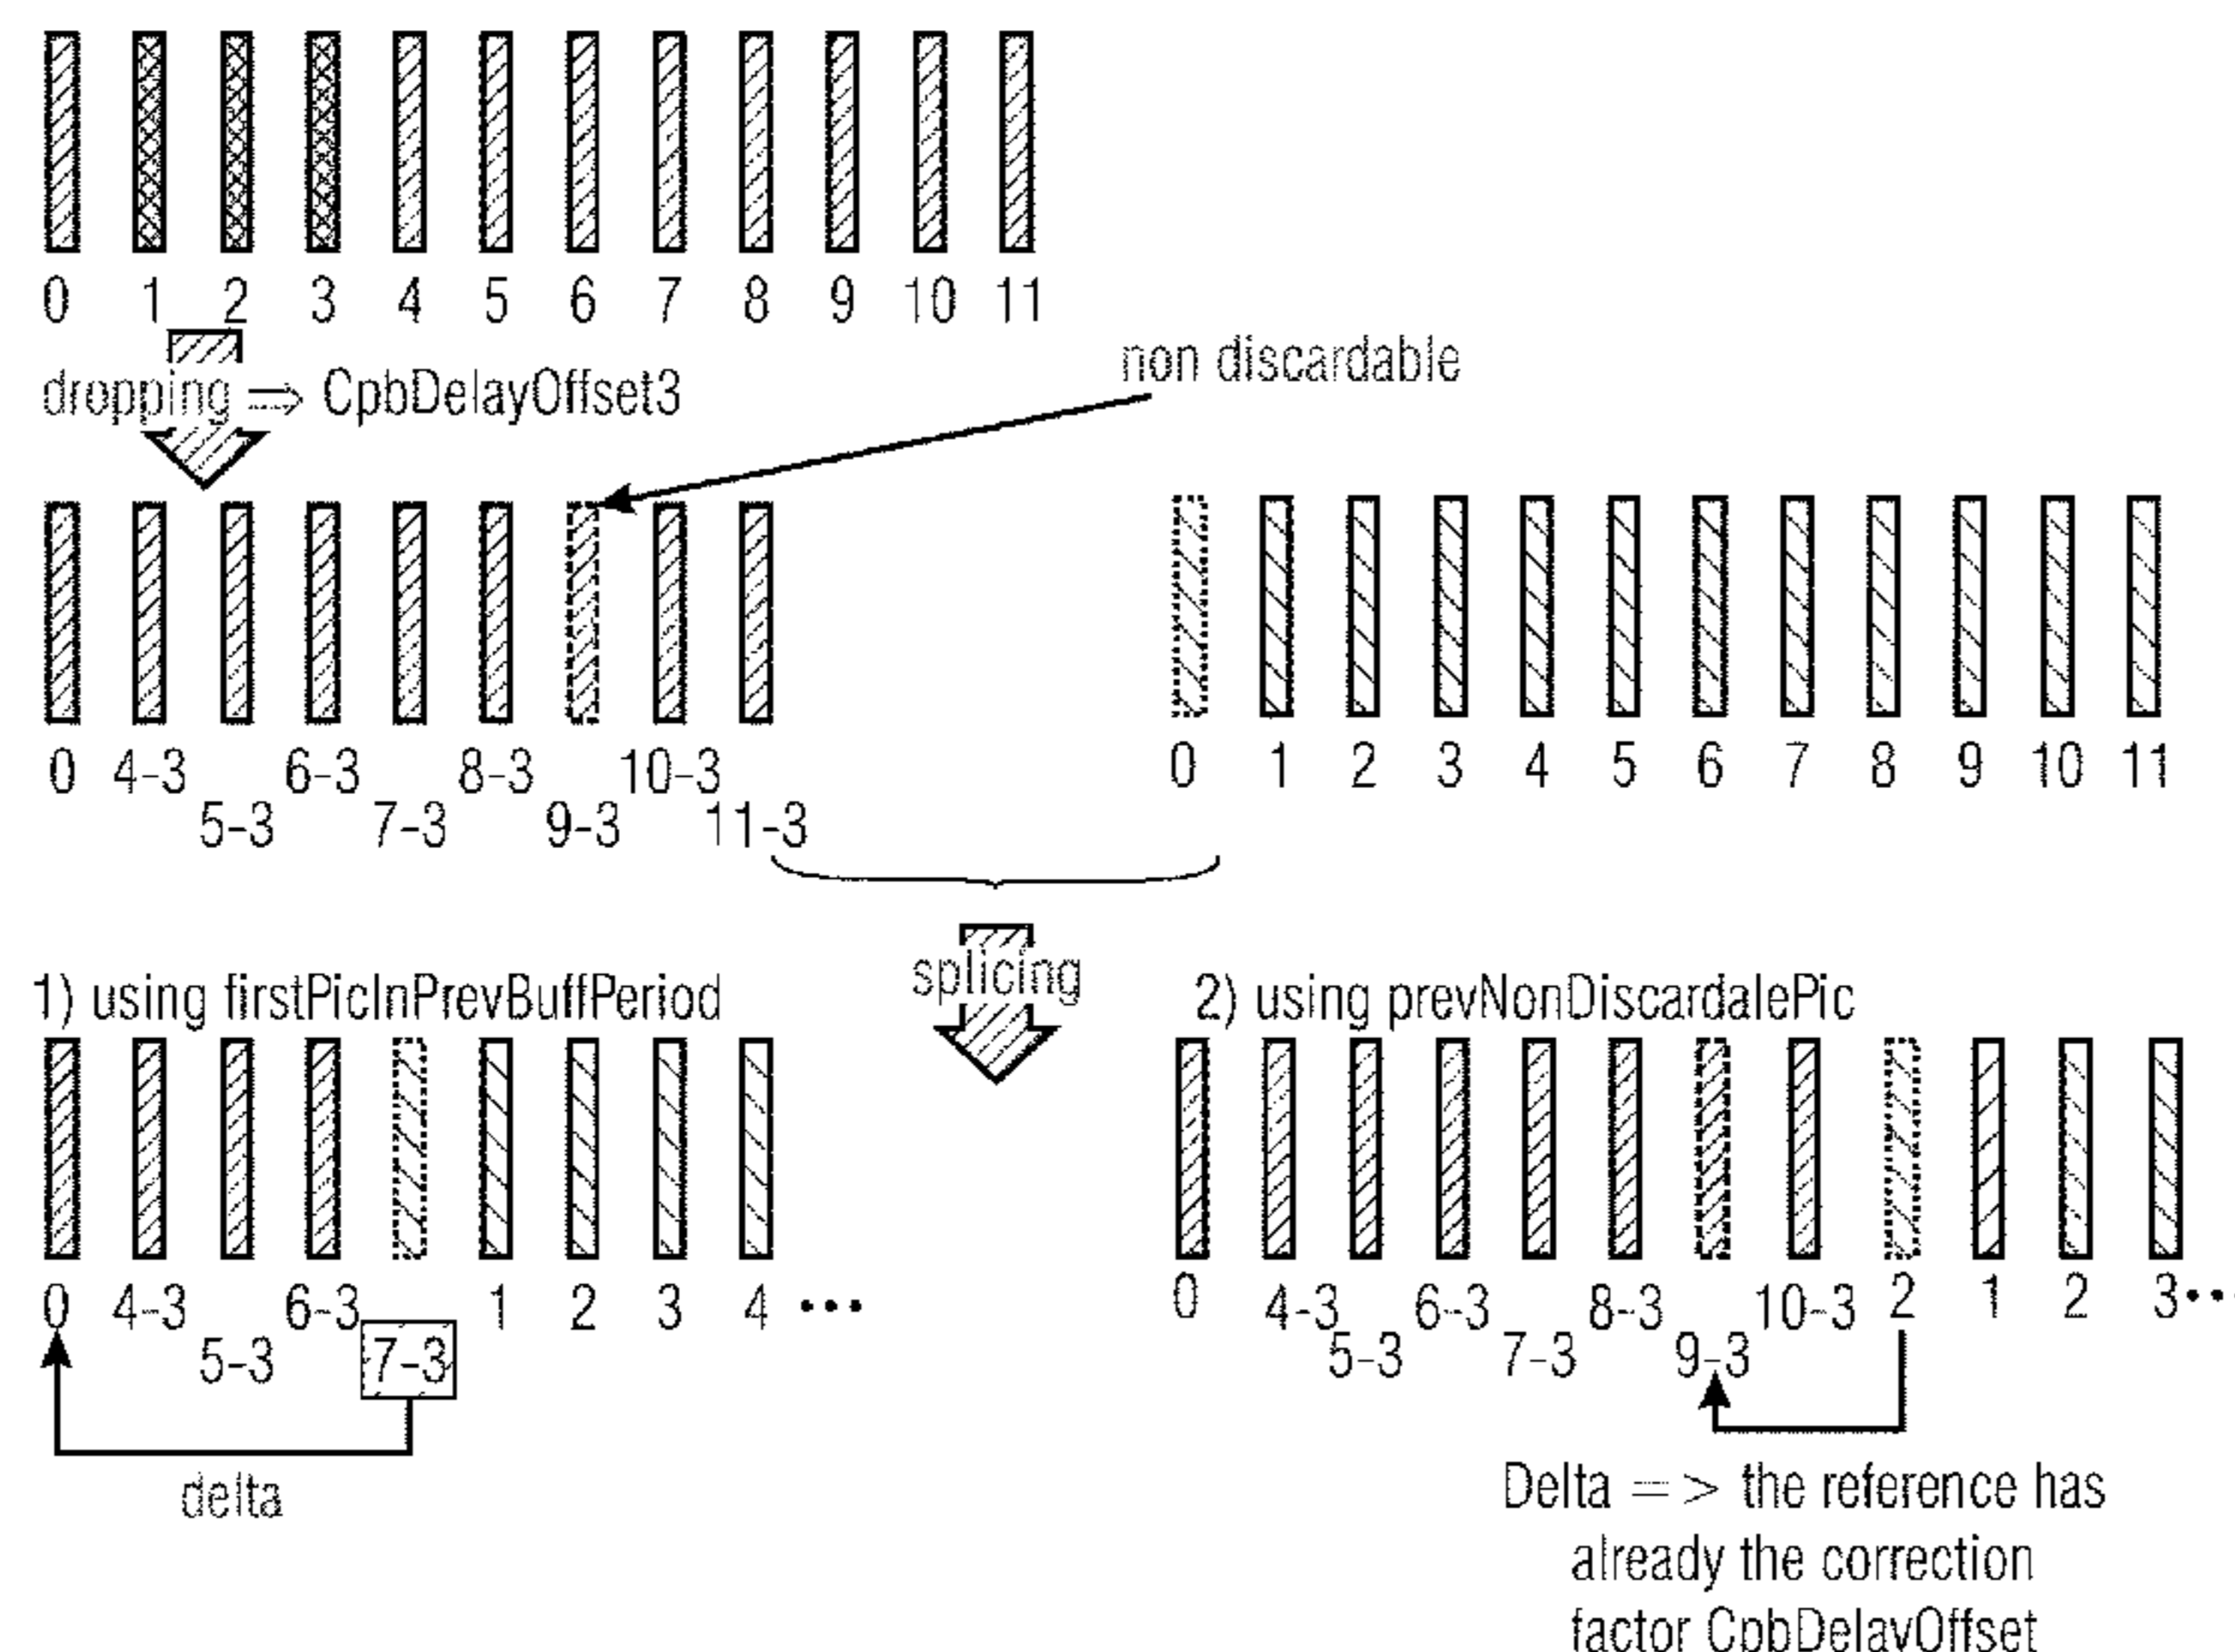 0 1 2 3 4 5 6 7 8 9 10 11
dropping ⇒ CpbDelayOffset3
non discardable
0 4-3 6-3 8-3 10-3
5-3 7-3 9-3 11-3
0 1 2 3 4 5 6 7 8 9 10 11
splicing
1) using firstPicInPrevBuffPeriod
0 4-3 6-3 1 2 3 4 •••
5-3 7-3
delta
2) using prevNonDiscardalePic
0 4-3 6-3 8-3 10-3 2 1 2 3•••
5-3 7-3 9-3
Delta => the reference has
already the correction
factor CpbDelayOffset